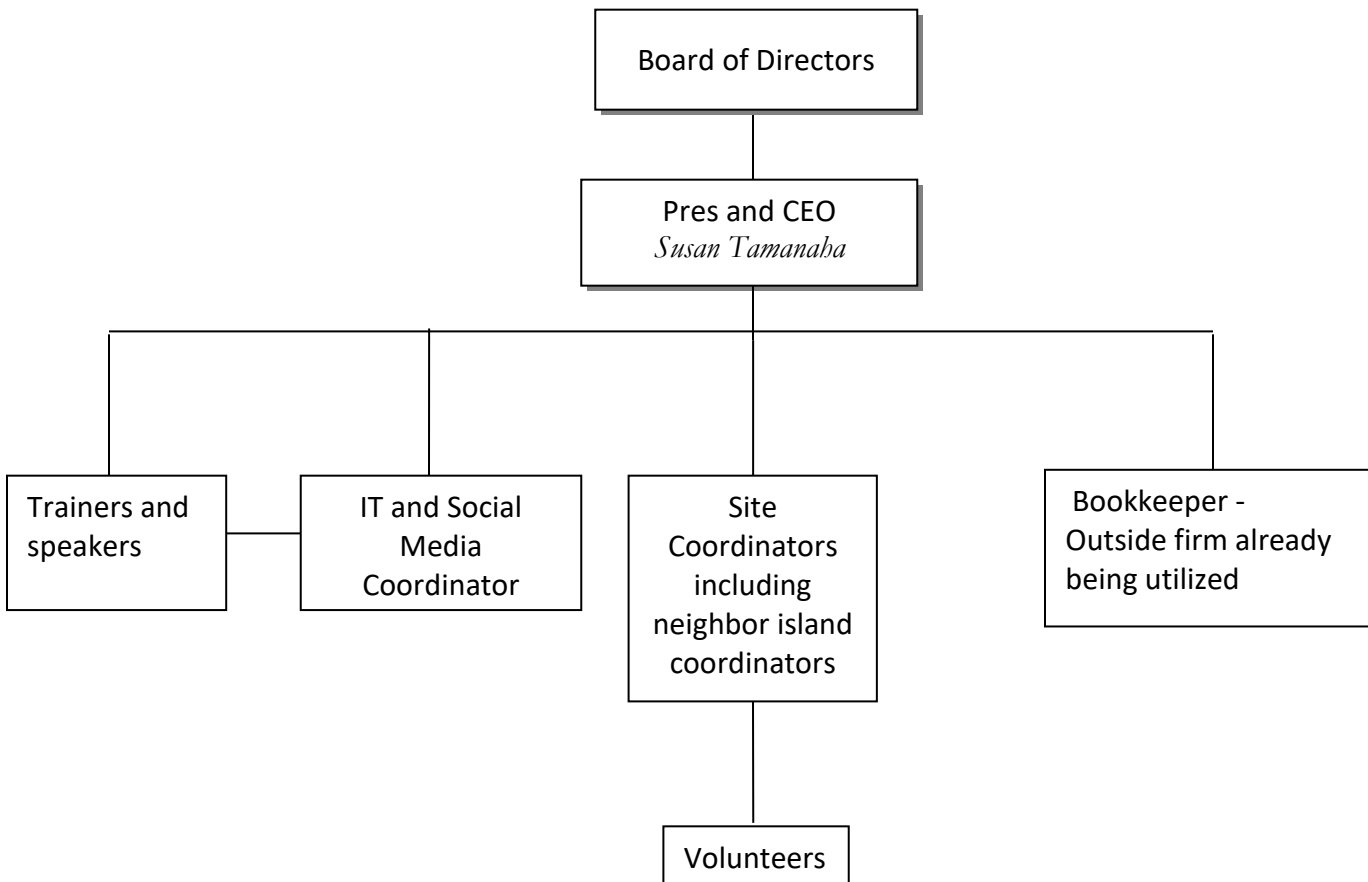 Board of Directors
Pres and CEO
Susan Tamanaha
Trainers and
speakers
IT and Social
Media
Coordinator
Site
Coordinators
including
neighbor island
coordinators
Bookkeeper -
Outside firm already
being utilized
Volunteers